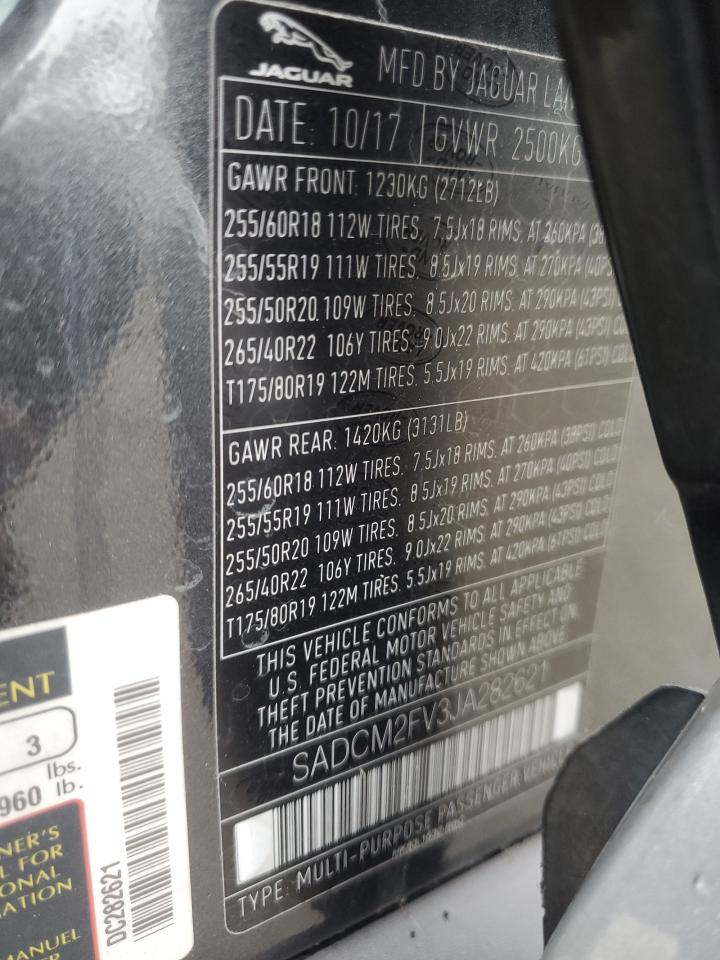 JAGUAR
MFD.BY JAGUAR LAN
DATE: 10/17 GVWR: 2500KG
GAWR FRONT: 1230KG (2712LB)
255/60R18 112W TIRES, 7.5Jx18 RIMS, AT 260KPA (38
255/55R19 111W TIRES, 8.5Jx19 RIMS, AT 270KPA (40PS
255/50R20 109W TIRES, 8.5Jx20 RIMS, AT 290KPA (43PSI)
265/40R22 106Y TIRES, 9.0Jx22 RIMS, AT 290KPA (43PSI) CO
T175/80R19 122M TIRES, 5.5Jx19 RIMS, AT 420KPA (61PSI) COL
GAWR REAR: 1420KG (3131LB)
255/60R18 112W TIRES, 7.5Jx18 RIMS, AT 260KPA (38PSI) COLD
255/55R19 111W TIRES, 8.5Jx19 RIMS, AT 270KPA (40PSI) COLD
255/50R20 109W TIRES, 8.5Jx20 RIMS, AT 290KPA (43PSI) COLD
265/40R22 106Y TIRES, 9.0Jx22 RIMS, AT 290KPA (43PSI) COLD
T175/80R19 122M TIRES, 5.5Jx19 RIMS, AT 420KPA (61PSI) COLD
THIS VEHICLE CONFORMS TO ALL APPLICABLE
U.S. FEDERAL MOTOR VEHICLE SAFETY AND
THEFT PREVENTION STANDARDS IN EFFECT ON
THE DATE OF MANUFACTURE SHOWN ABOVE.
SADCM2FV3JA282621
TYPE: MULTI-PURPOSE PASSENGER VEHICLE
ENT
3
lbs.
960 lb.
NER'S
L FOR
ONAL
ATION
MANUEL
ER
DC282621